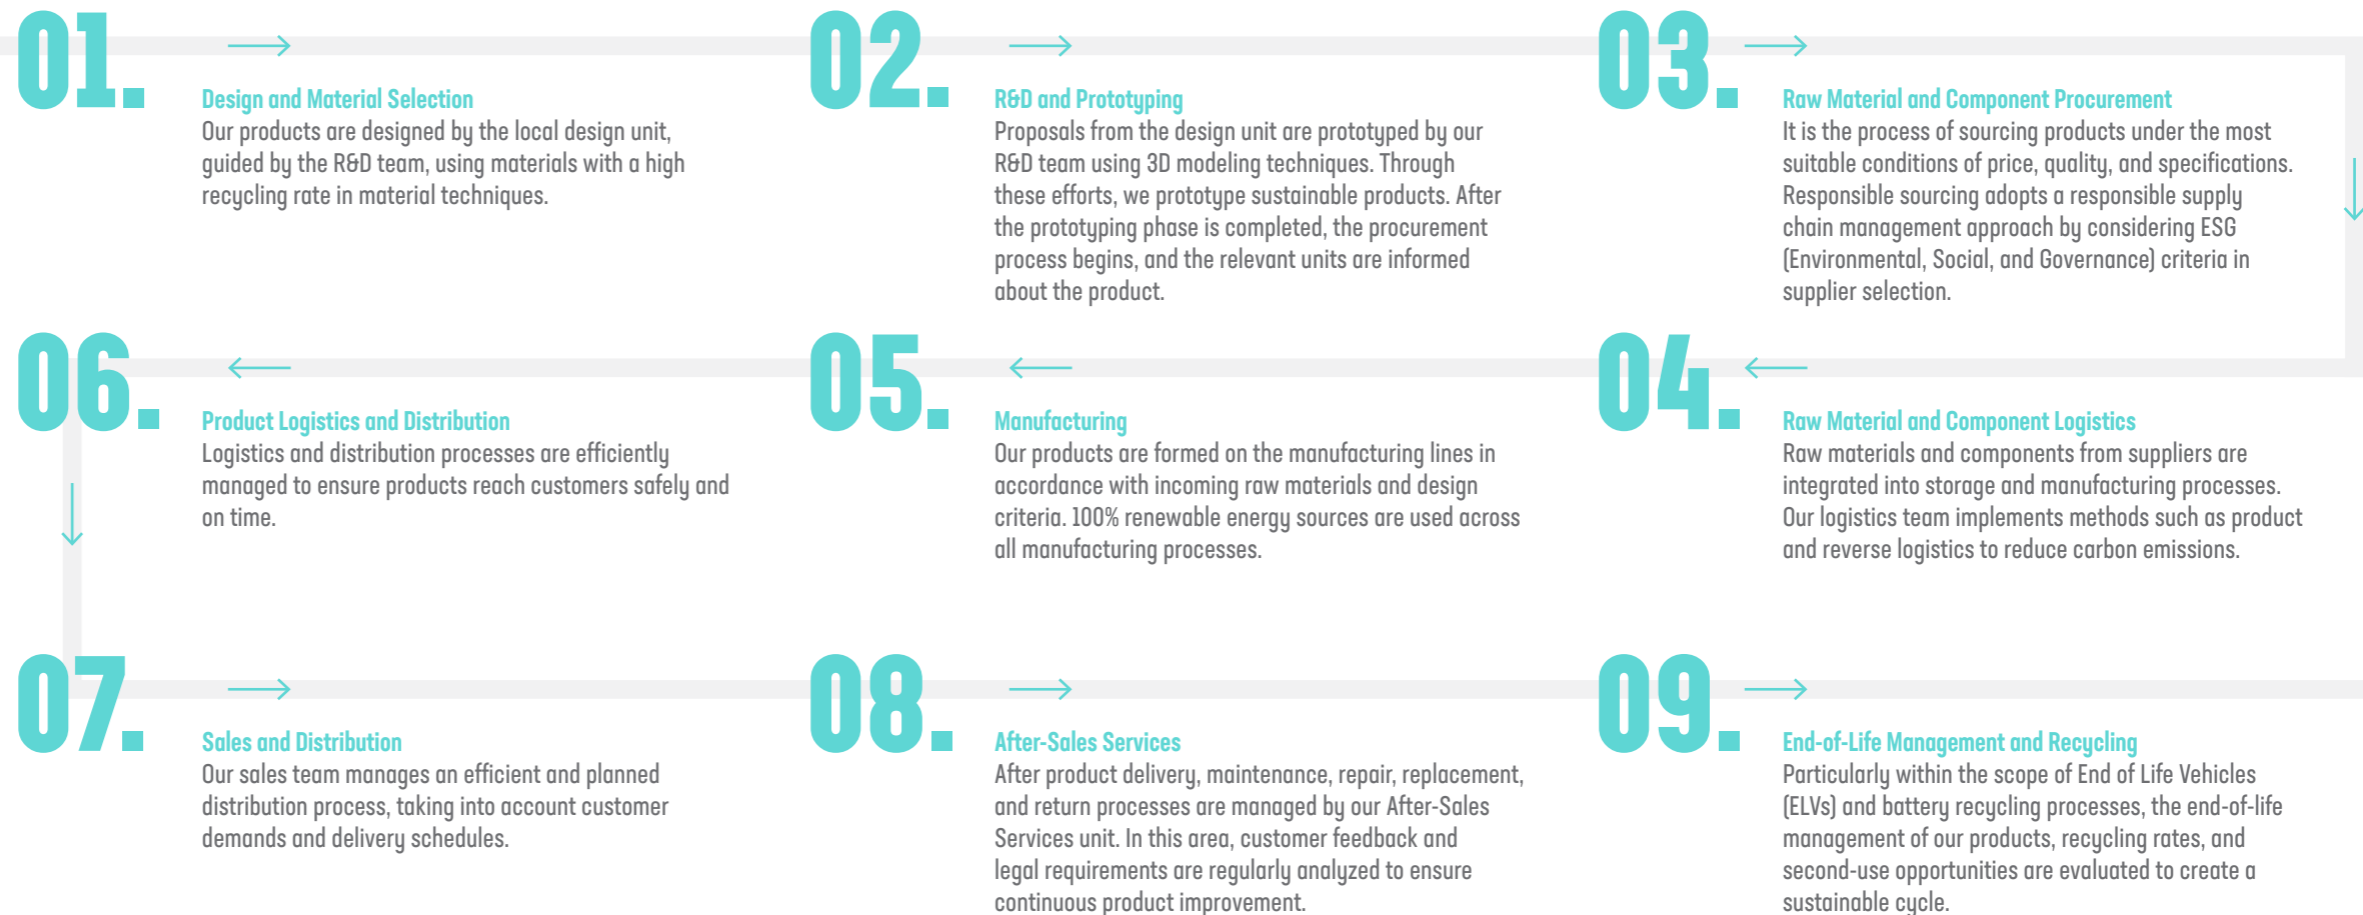 01.
Design and Material Selection
Our products are designed by the local design unit,
guided by the R&D team, using materials with a high
recycling rate in material techniques.
02.
R&D and Prototyping
Proposals from the design unit are prototyped by our
R&D team using 3D modeling techniques. Through
these efforts, we prototype sustainable products. After
the prototyping phase is completed, the procurement
process begins, and the relevant units are informed
about the product.
03.
Raw Material and Component Procurement
It is the process of sourcing products under the most
suitable conditions of price, quality, and specifications.
Responsible sourcing adopts a responsible supply
chain management approach by considering ESG
(Environmental, Social, and Governance) criteria in
supplier selection.
04.
Raw Material and Component Logistics
Raw materials and components from suppliers are
integrated into storage and manufacturing processes.
Our logistics team implements methods such as product
and reverse logistics to reduce carbon emissions.
05.
Manufacturing
Our products are formed on the manufacturing lines in
accordance with incoming raw materials and design
criteria. 100% renewable energy sources are used across
all manufacturing processes.
06.
Product Logistics and Distribution
Logistics and distribution processes are efficiently
managed to ensure products reach customers safely and
on time.
07.
Sales and Distribution
Our sales team manages an efficient and planned
distribution process, taking into account customer
demands and delivery schedules.
08.
After-Sales Services
After product delivery, maintenance, repair, replacement,
and return processes are managed by our After-Sales
Services unit. In this area, customer feedback and
legal requirements are regularly analyzed to ensure
continuous product improvement.
09.
End-of-Life Management and Recycling
Particularly within the scope of End of Life Vehicles
(ELVs) and battery recycling processes, the end-of-life
management of our products, recycling rates, and
second-use opportunities are evaluated to create a
sustainable cycle.